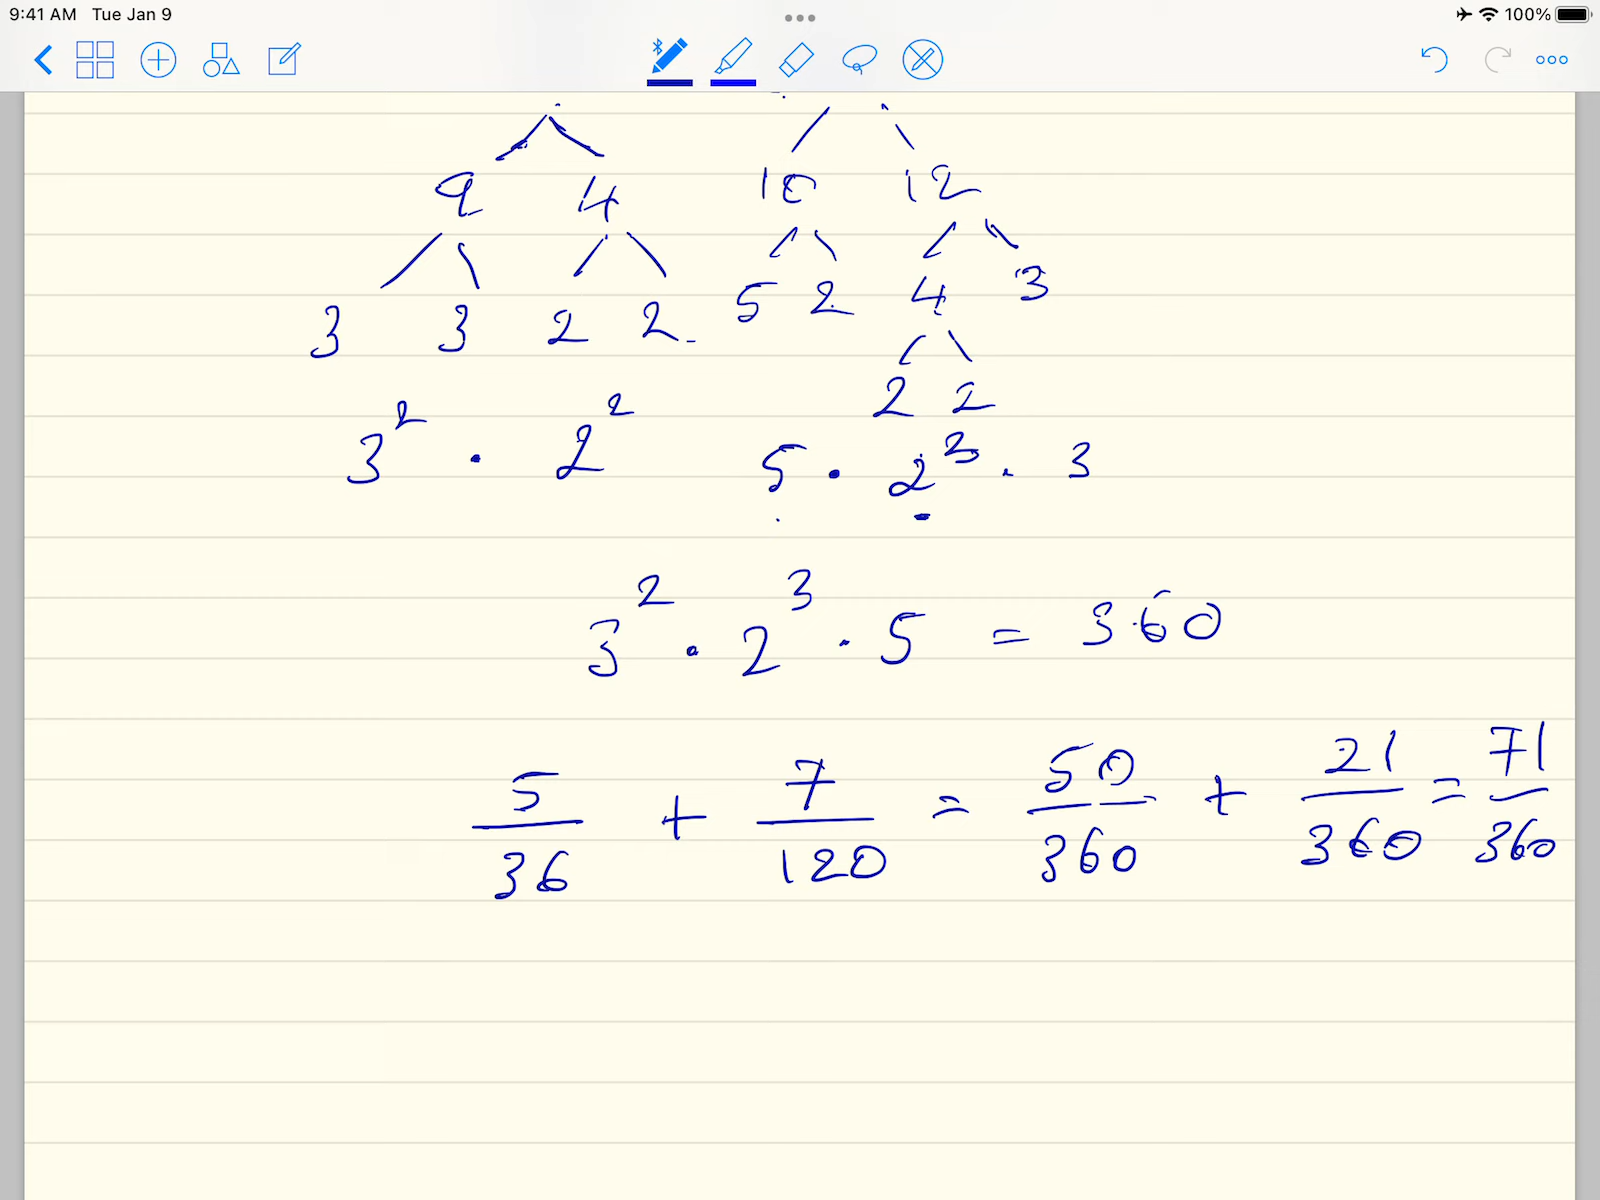 9:41 AM Tue Jan 9 100%
9 4 10 12
3 3 2 2 5 2 4 3
2 2
3² · 2² 5 · 2³ · 3
3² · 2³ · 5 = 360
5/36 + 7/120 = 50/360 + 21/360 = 71/360